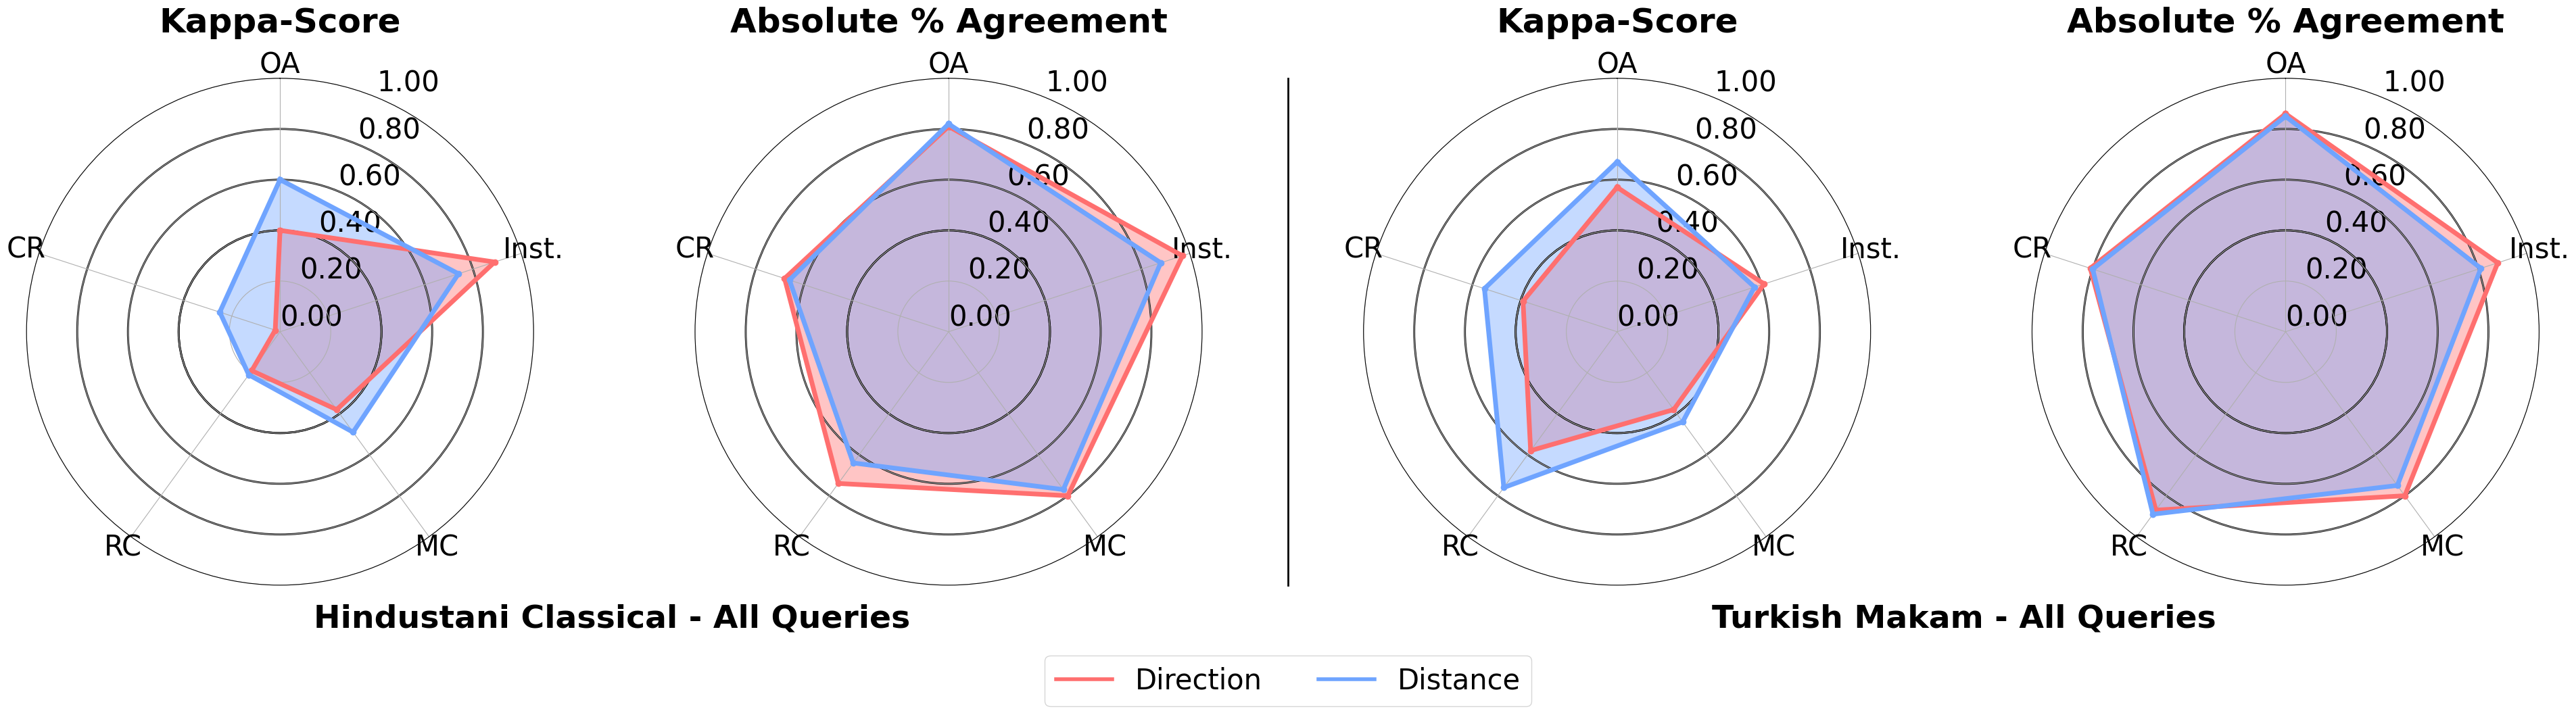 Kappa-Score
OA
1.00
0.80
0.60
0.40
0.20
0.00
CR
Inst.
RC
MC
Absolute % Agreement
OA
1.00
0.80
0.60
0.40
0.20
0.00
CR
Inst.
RC
MC
Hindustani Classical - All Queries
Kappa-Score
OA
1.00
0.80
0.60
0.40
0.20
0.00
CR
Inst.
RC
MC
Absolute % Agreement
OA
1.00
0.80
0.60
0.40
0.20
0.00
CR
Inst.
RC
MC
Turkish Makam - All Queries
Direction
Distance